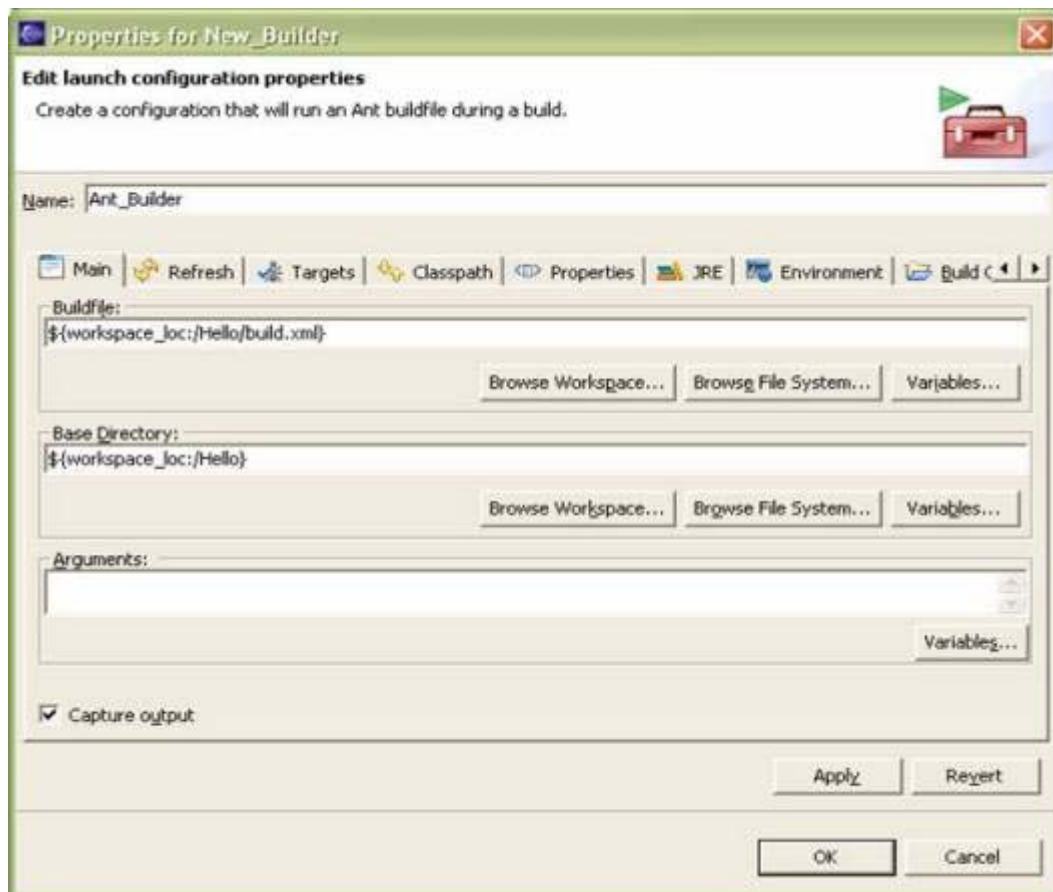 Properties for New_Builder
Edit launch configuration properties
Create a configuration that will run an Ant buildfile during a build.
Name: Ant_Builder
Main Refresh Targets Classpath Properties JRE Environment Build C
Buildfile:
${workspace_loc:/Hello/build.xml}
Browse Workspace... Browse File System... Variables...
Base Directory:
${workspace_loc:/Hello}
Browse Workspace... Browse File System... Variables...
Arguments:
Variables...
Capture output
Apply Revert
OK Cancel